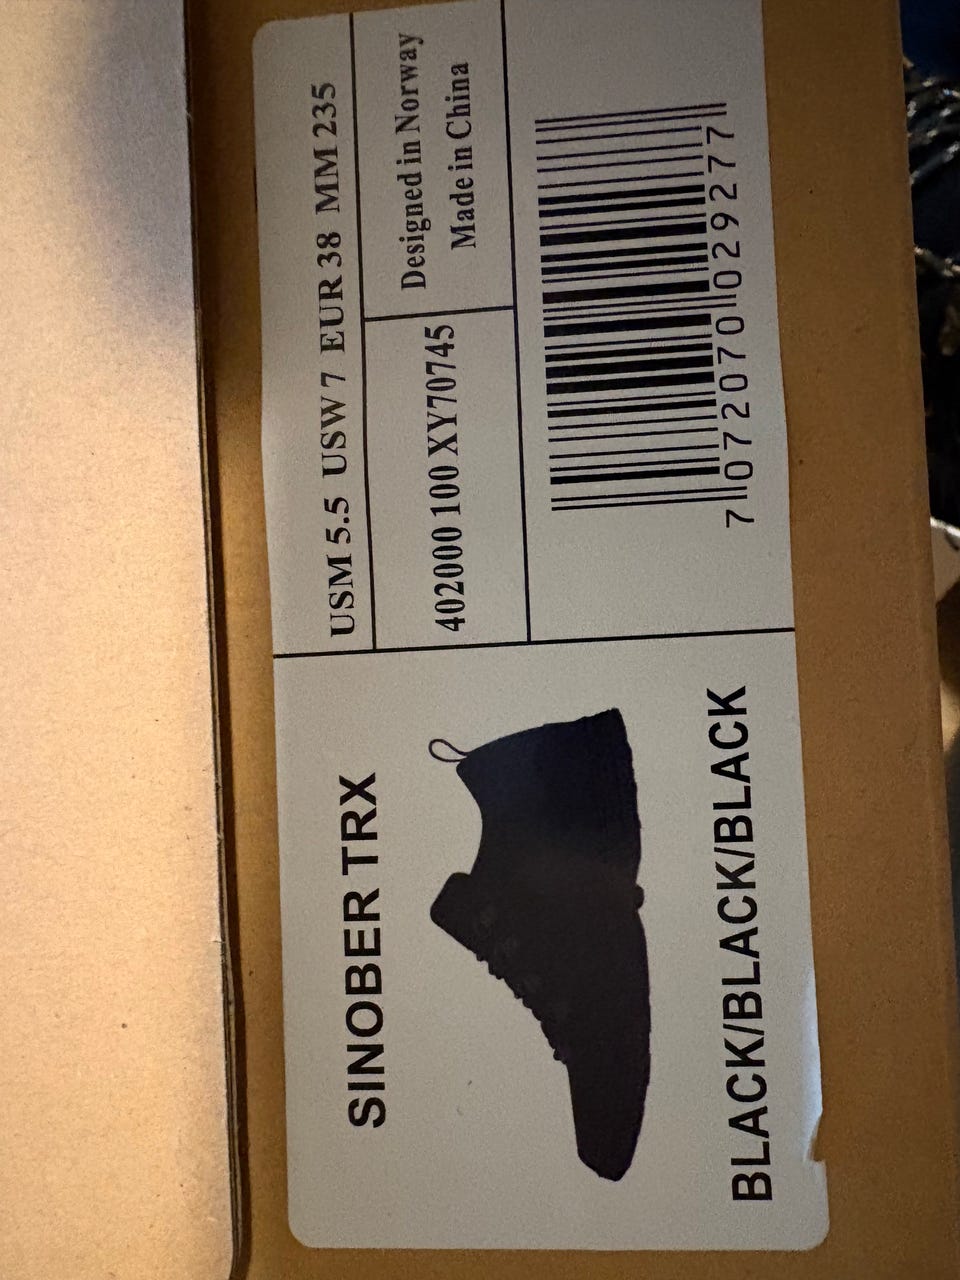 SINOBER TRX
BLACK/BLACK/BLACK
USM 5.5 USW 7 EUR 38 MM 235
402000 100 XY70745
Designed in Norway
Made in China
7 072070 029277